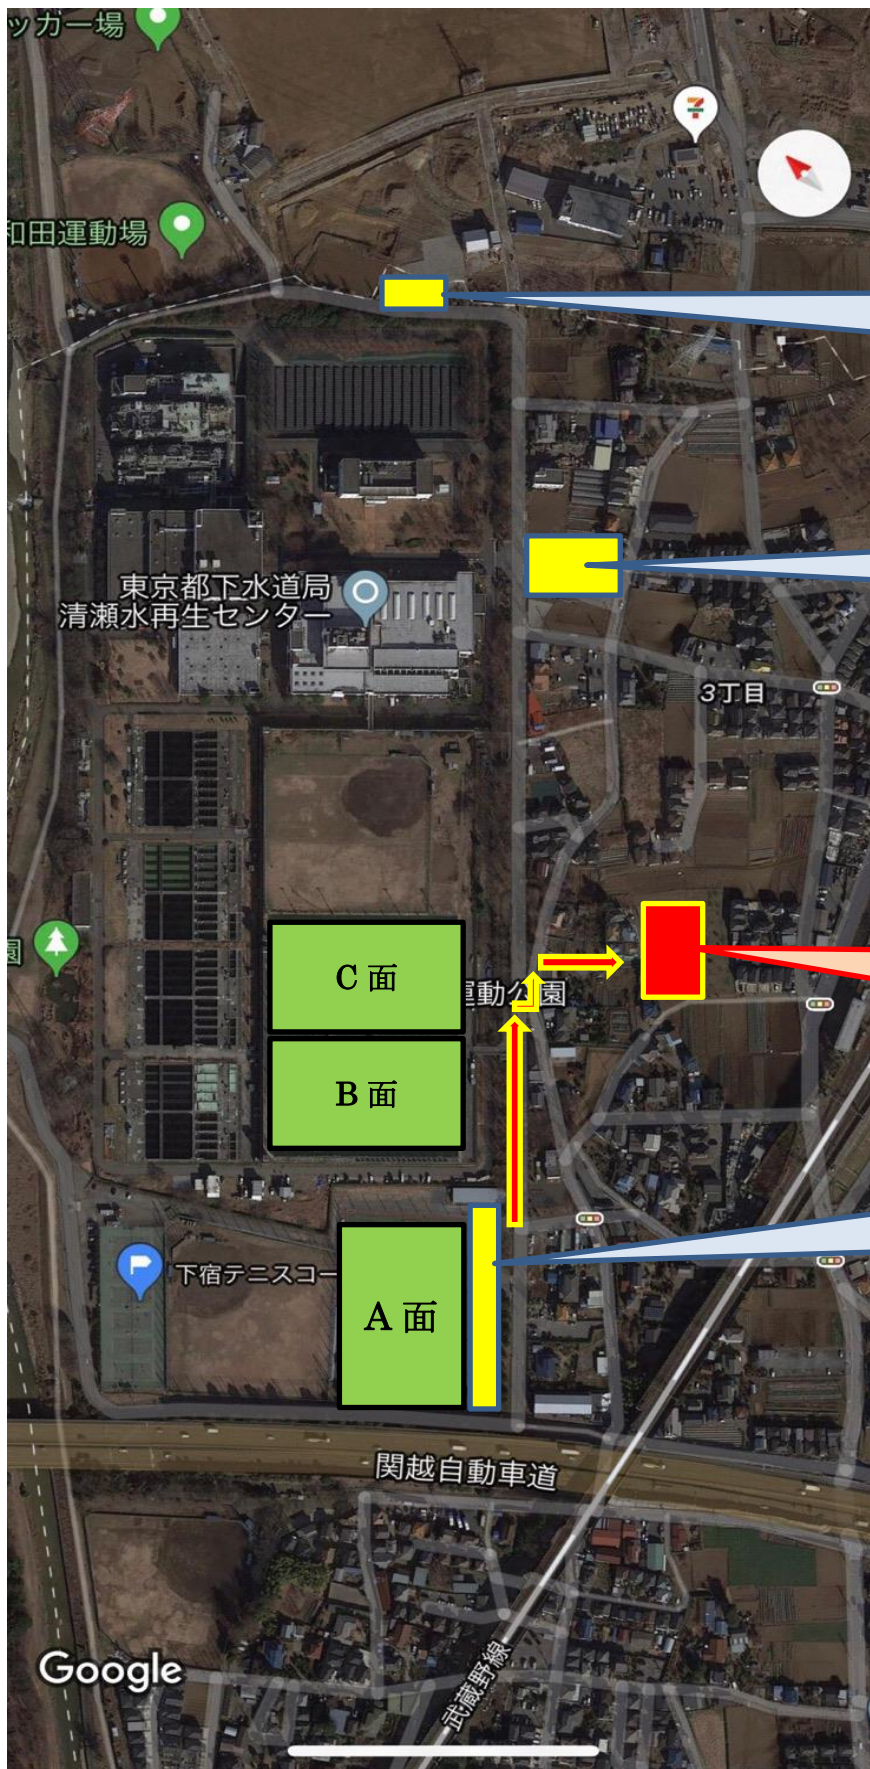 ッカー場
和田運動場
東京都下水道局
清瀬水再生センター
3丁目
園
C 面
運動公園
B 面
下宿テニスコー
A 面
関越自動車道
武蔵野線
Google